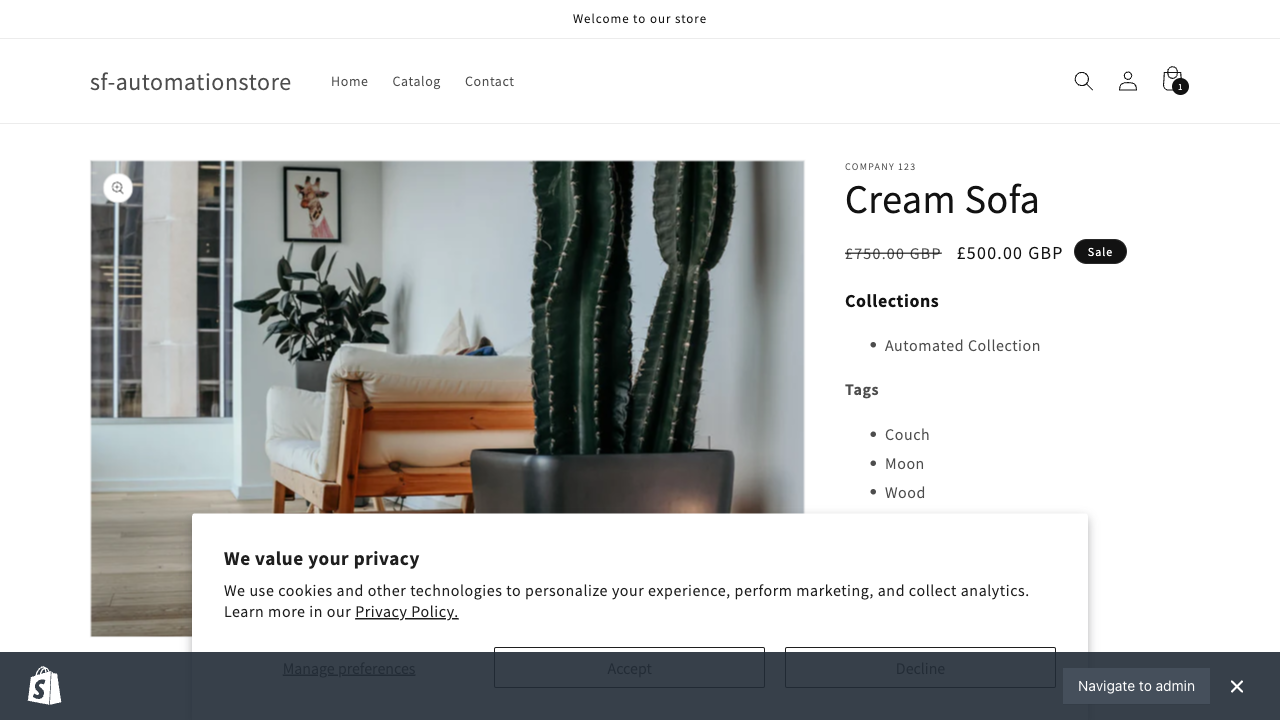 Welcome to our store
sf-automationstore
Home
Catalog
Contact
1
COMPANY 123
Cream Sofa
£750.00 GBP
£500.00 GBP
Sale
Collections
Automated Collection
Tags
Couch
Moon
Wood
We value your privacy
We use cookies and other technologies to personalize your experience, perform marketing, and collect analytics.
Learn more in our Privacy Policy.
Manage preferences
Accept
Decline
Navigate to admin